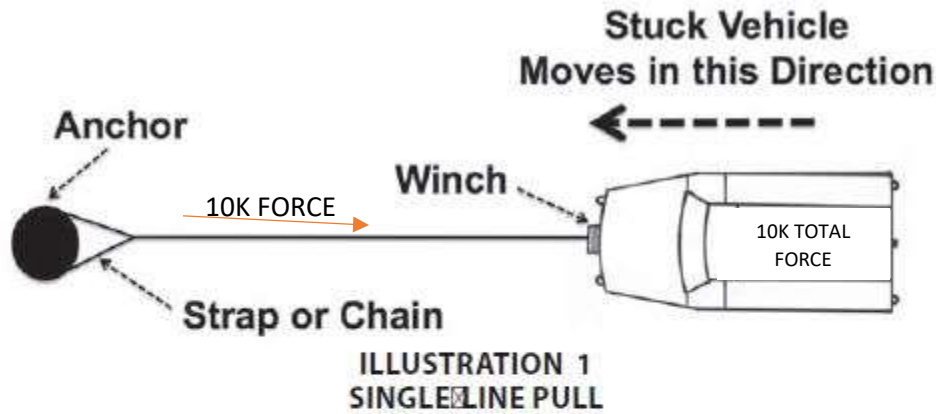 Stuck Vehicle
Moves in this Direction
Anchor
Winch
10K FORCE
10K TOTAL
FORCE
Strap or Chain
ILLUSTRATION 1
SINGLE☒LINE PULL